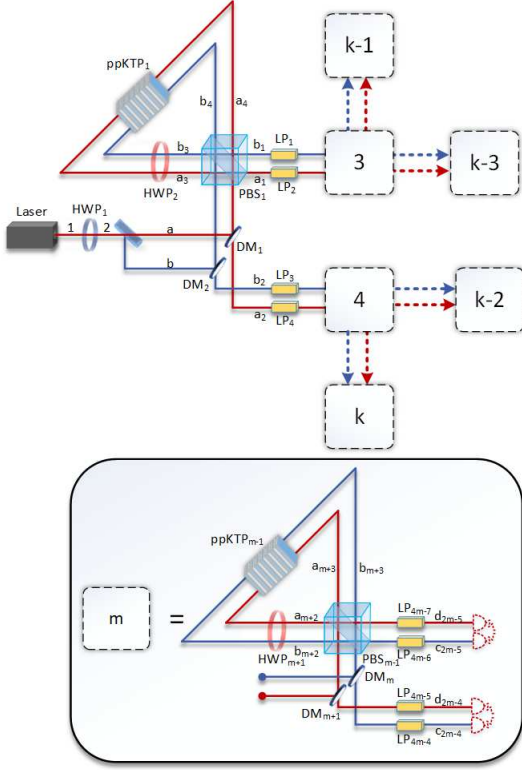 k-1
ppKTP₁
b₄
a₄
b₃
b₁
LP₁
3
k-3
a₃
a₁
HWP₂
PBS₁
LP₂
Laser
HWP₁
1
2
a
DM₁
b
DM₂
b₂
LP₃
4
k-2
a₂
LP₄
k
ppKTPₘ₋₁
aₘ₊₃
bₘ₊₃
m
=
aₘ₊₂
LP₄ₘ₋₇
d₂ₘ₋₅
bₘ₊₂
HWPₘ₊₁
PBSₘ₋₁
LP₄ₘ₋₆
c₂ₘ₋₅
DMₘ
DMₘ₊₁
LP₄ₘ₋₅
d₂ₘ₋₄
LP₄ₘ₋₄
c₂ₘ₋₄